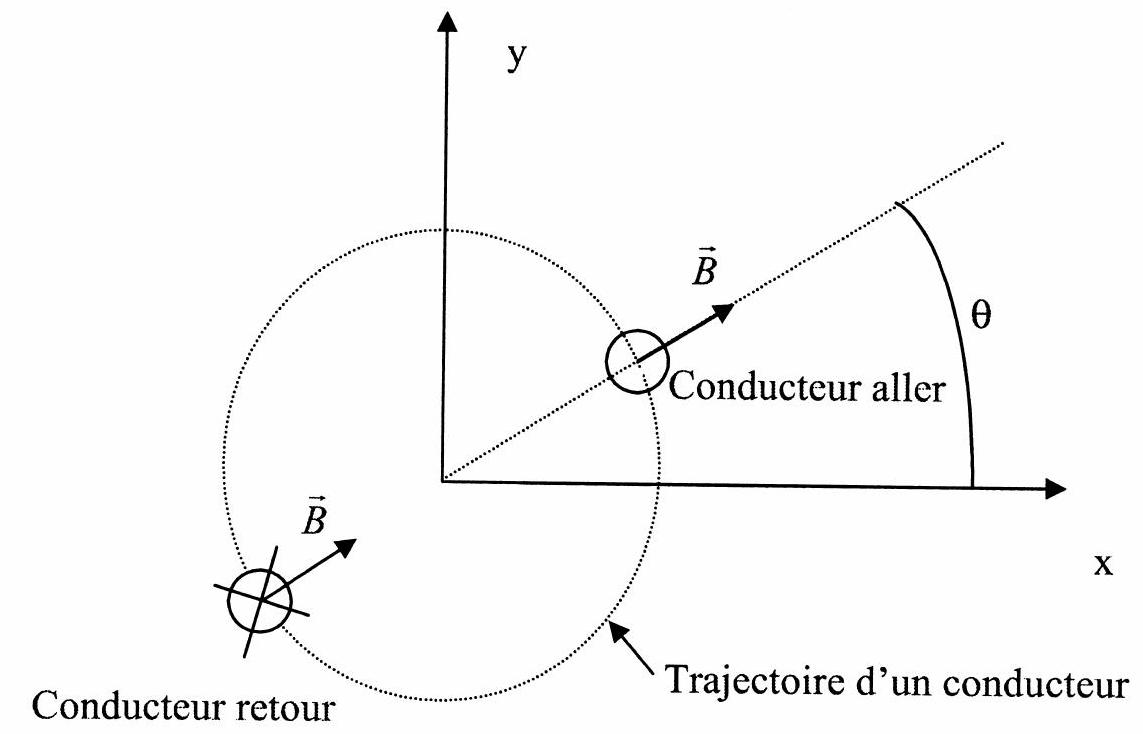 y
B⃗
Conducteur aller
θ
B⃗
x
Trajectoire d’un conducteur
Conducteur retour